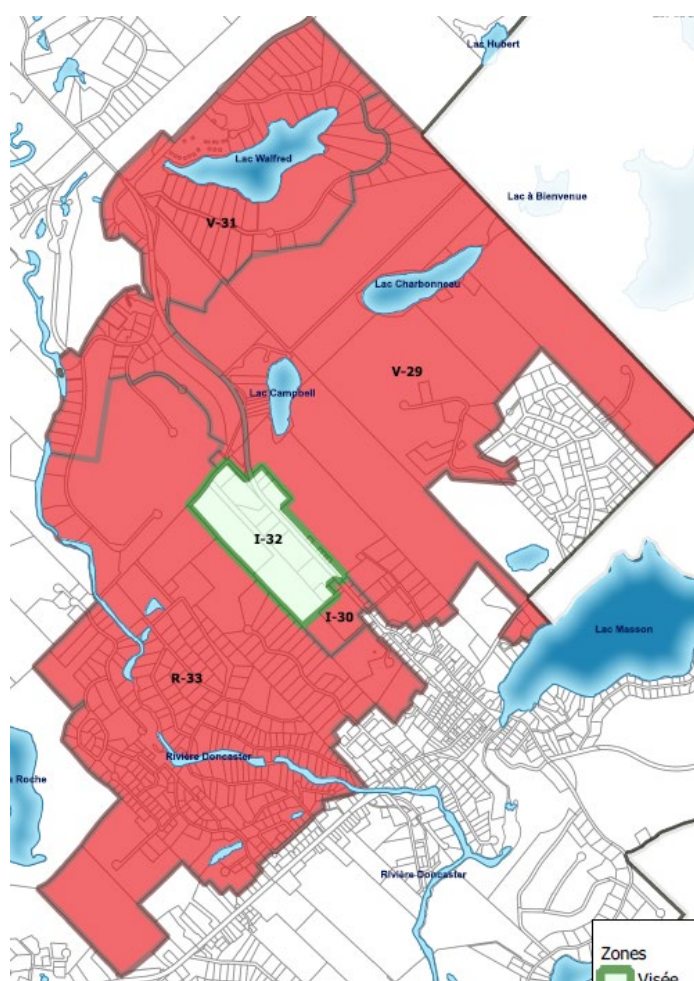 Lac Hubert
Lac Walfred
Lac à Bienvenue
V-31
Lac Charbonneau
V-29
Lac Campbell
I-32
I-30
Lac Masson
R-33
Rivière Doncaster
Roche
Rivière Doncaster
Zones
Visée